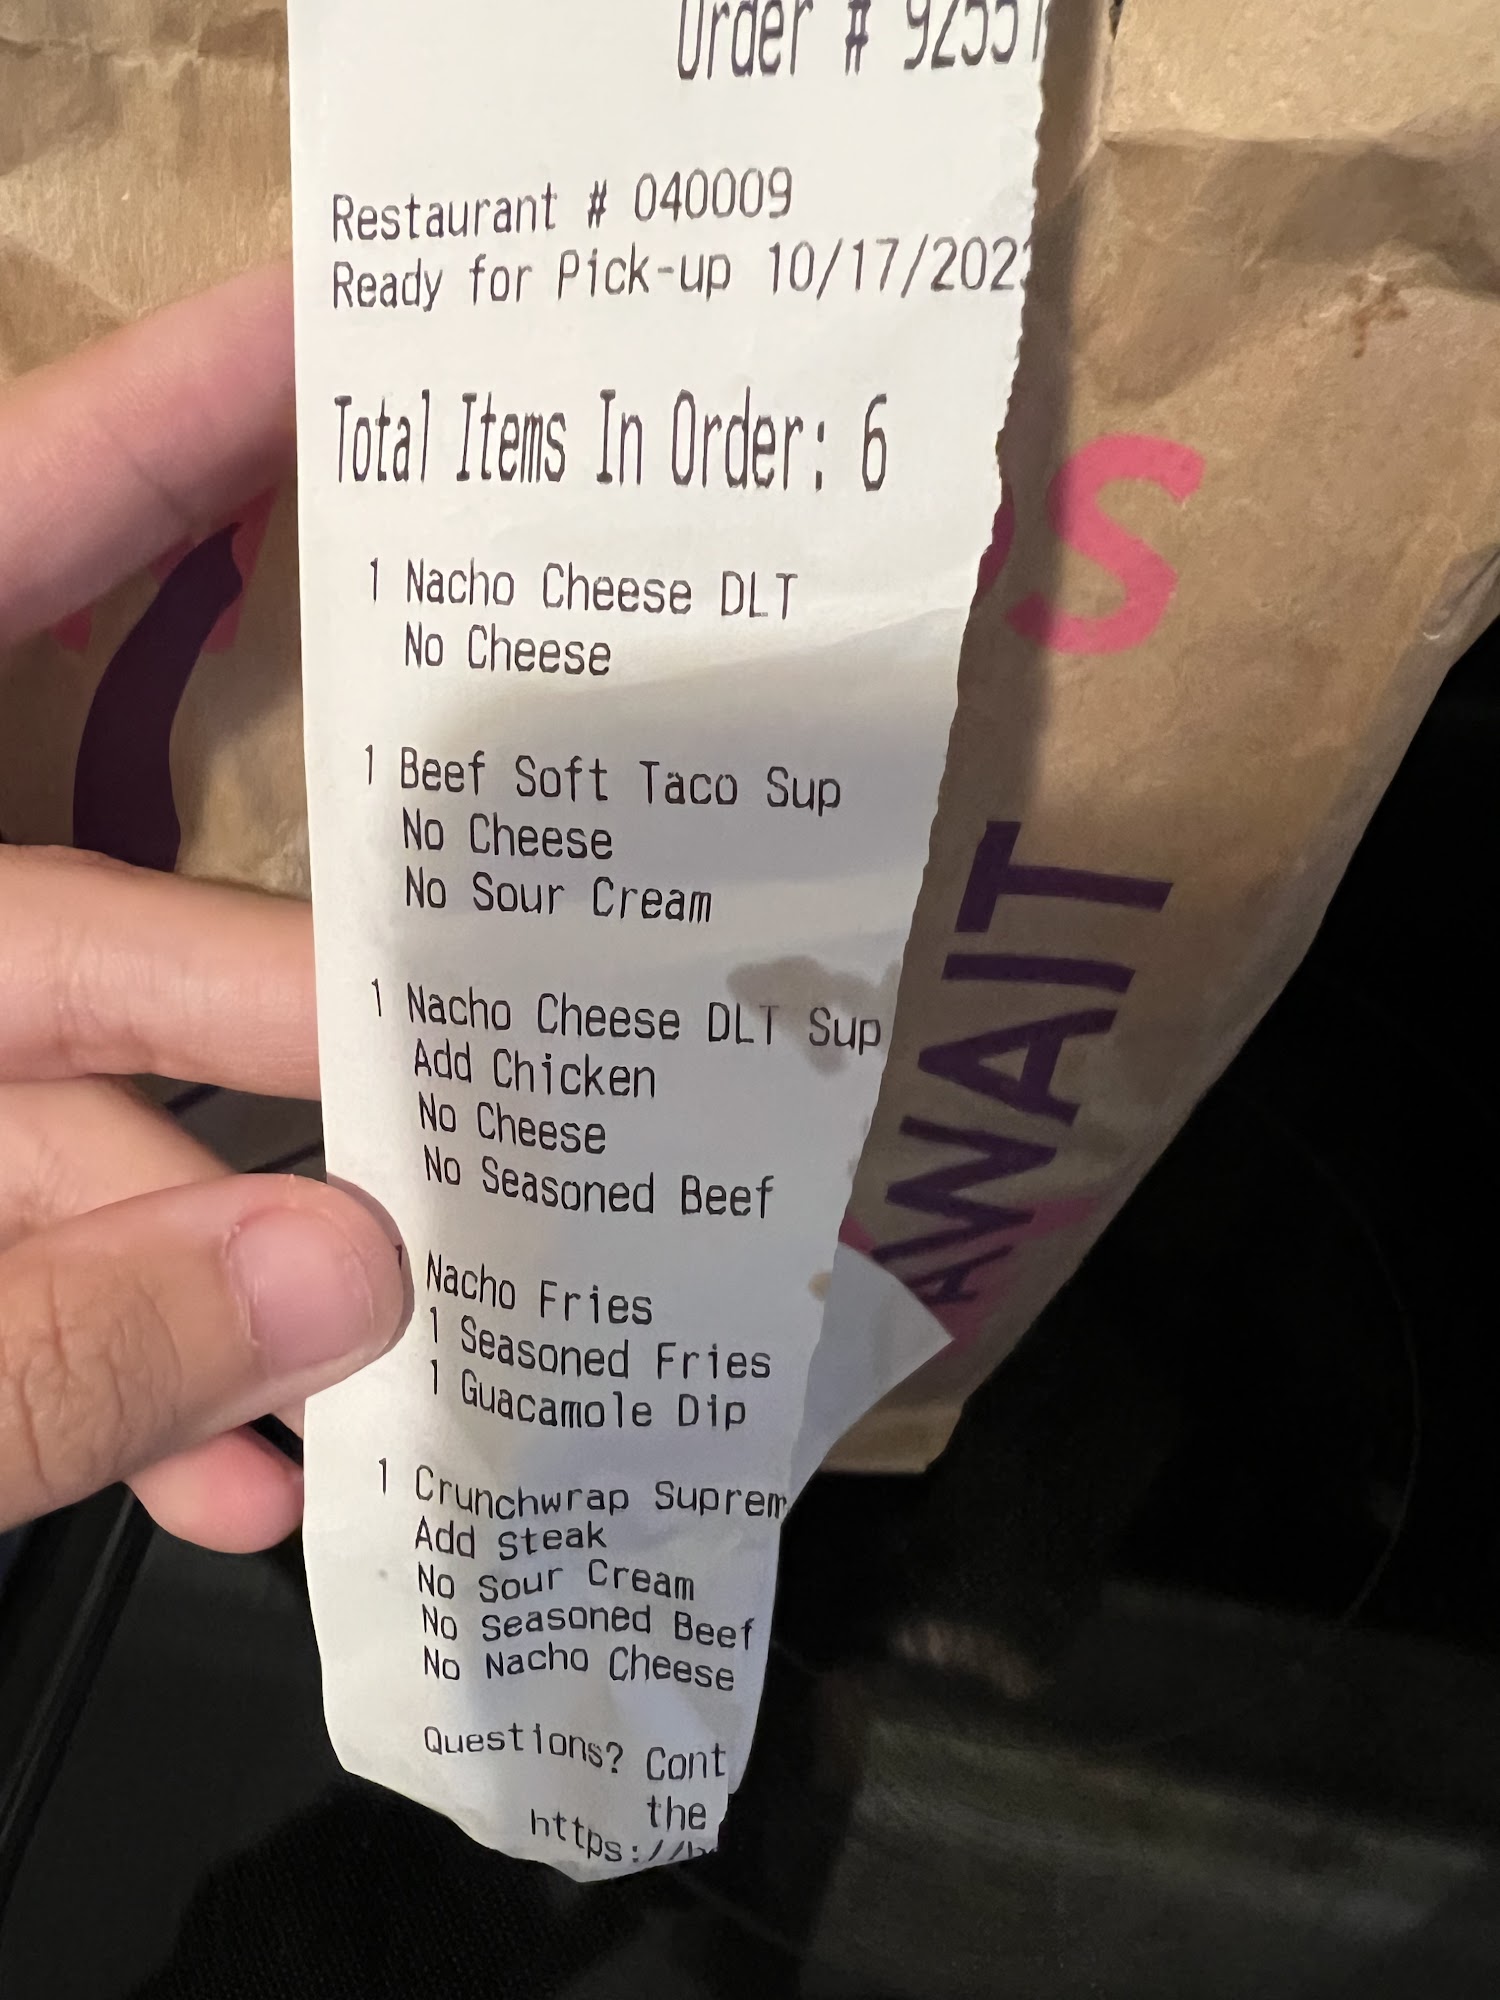 Order # 92551
Restaurant # 040009
Ready for Pick-up 10/17/202
Total Items In Order: 6
1 Nacho Cheese DLT
No Cheese
1 Beef Soft Taco Sup
No Cheese
No Sour Cream
1 Nacho Cheese DLT Sup
Add Chicken
No Cheese
No Seasoned Beef
Nacho Fries
1 Seasoned Fries
1 Guacamole Dip
1 Crunchwrap Suprem
Add Steak
No Sour Cream
No Seasoned Beef
No Nacho Cheese
Questions? Cont
the
https://
S
AWAIT